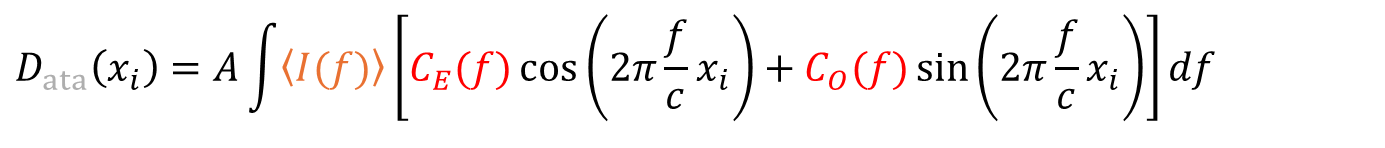 D_ata(x_i) = A ∫ ⟨I(f)⟩ [C_E(f) cos(2π f/c x_i) + C_O(f) sin(2π f/c x_i)] df